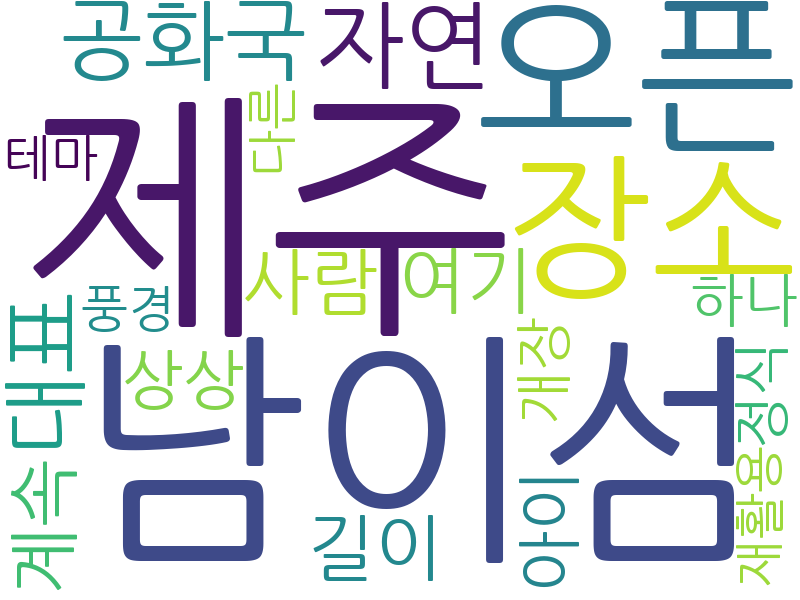 공화국
자연
오픈
테마
다른
제주
장소
사람
여기
풍경
하나
대표
상상
개장
정식
남이섬
계속
길이
아이
재활용